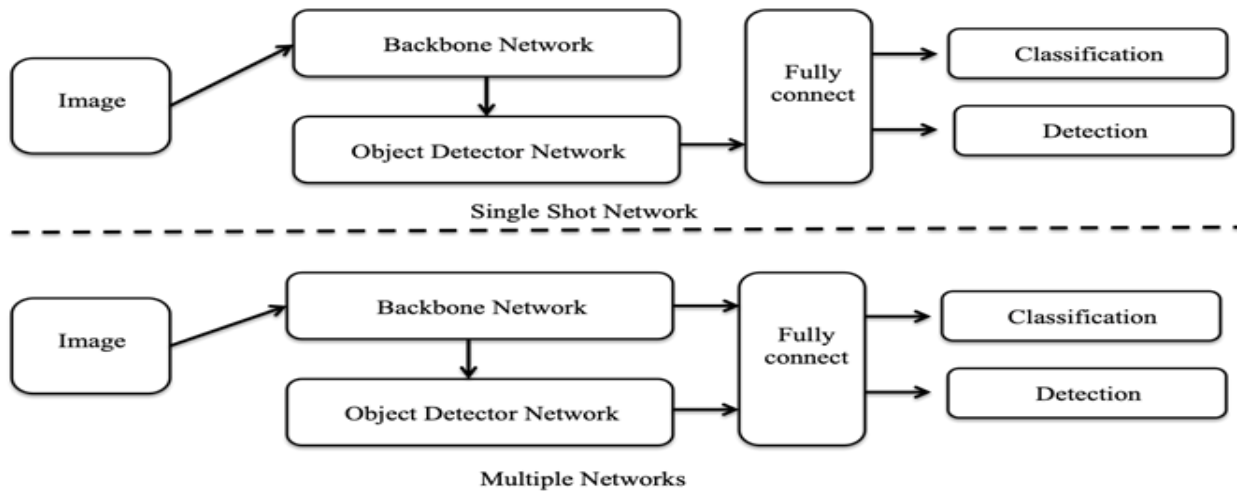 Image
Backbone Network
Object Detector Network
Fully
connect
Classification
Detection
Single Shot Network
Image
Backbone Network
Object Detector Network
Fully
connect
Classification
Detection
Multiple Networks